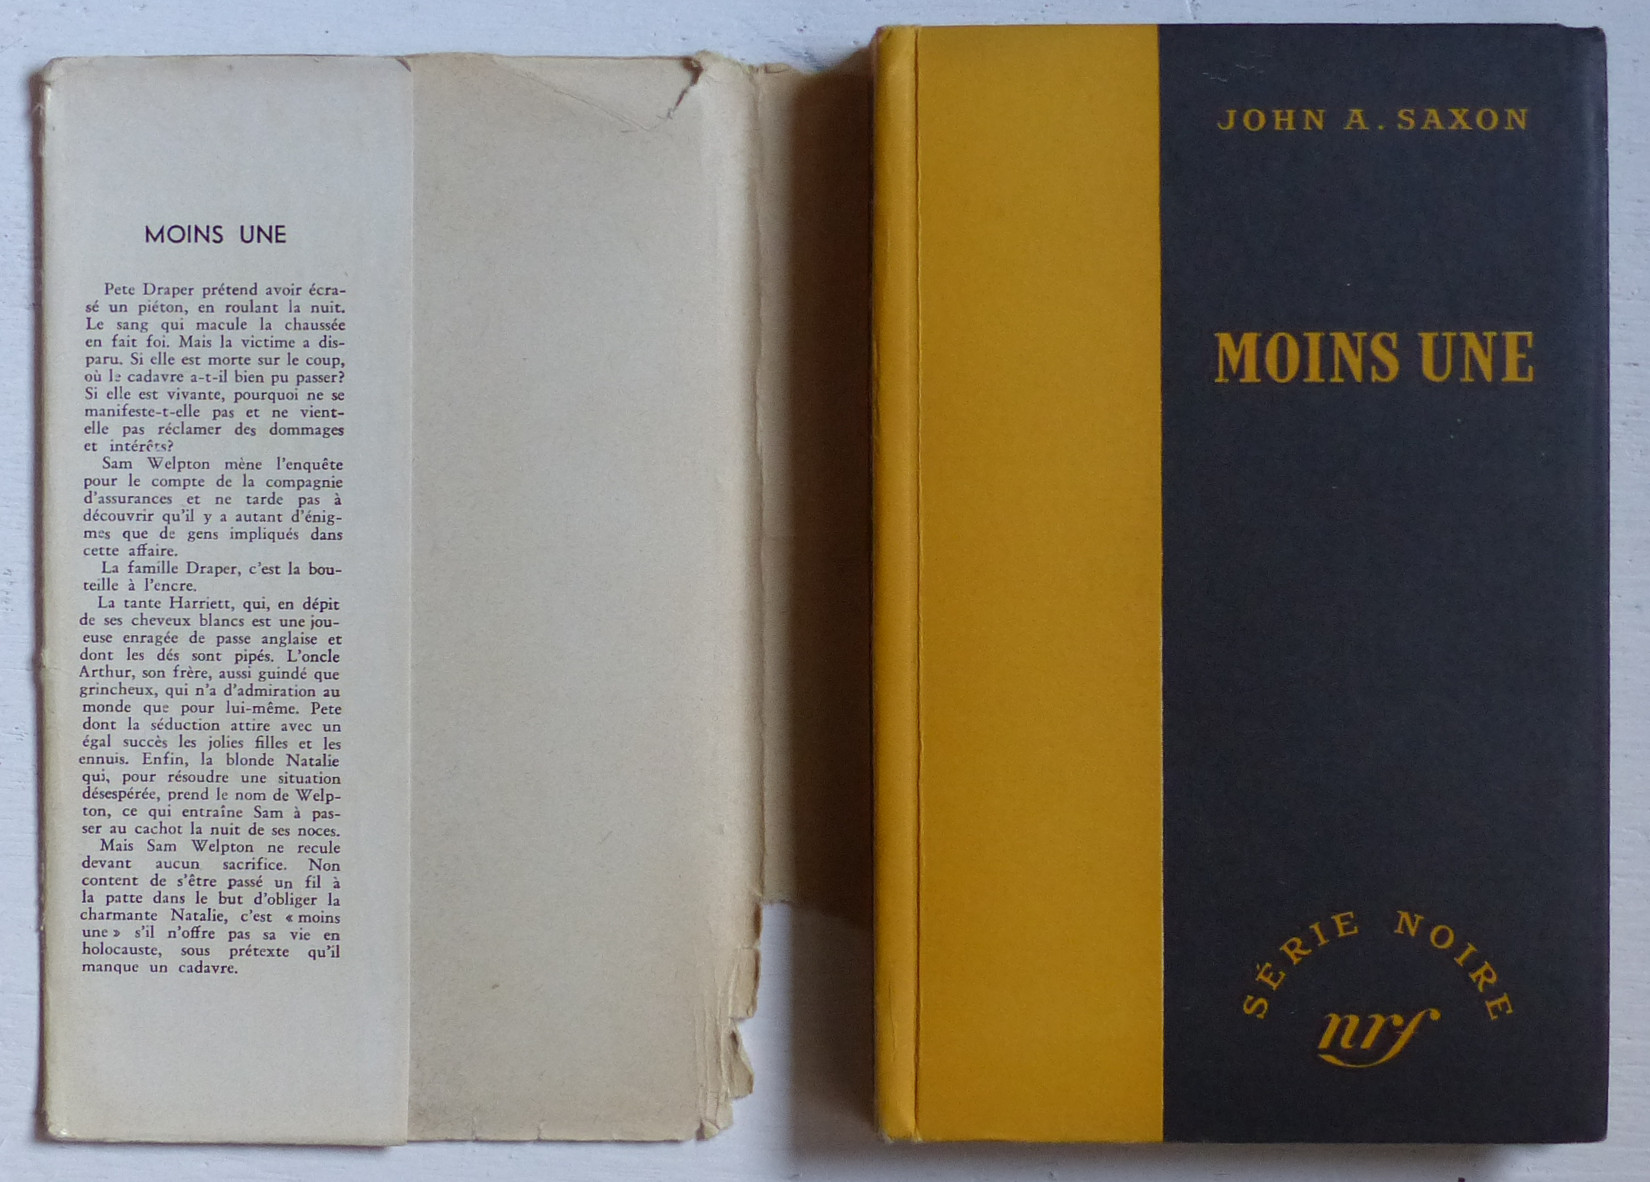 MOINS UNE
Pete Draper prétend avoir écra-
sé un piéton, en roulant la nuit.
Le sang qui macule la chaussée
en fait foi. Mais la victime a dis-
paru. Si elle est morte sur le coup,
où le cadavre a-t-il bien pu passer?
Si elle est vivante, pourquoi ne se
manifeste-t-elle pas et ne vient-
elle pas réclamer des dommages
et intérêts?
Sam Welpton mène l'enquête
pour le compte de la compagnie
d'assurances et ne tarde pas à
découvrir qu'il y a autant d'énig-
mes que de gens impliqués dans
cette affaire.
La famille Draper, c'est la bou-
teille à l'encre.
La tante Harriett, qui, en dépit
de ses cheveux blancs est une jou-
euse enragée de passe anglaise et
dont les dés sont pipés. L'oncle
Arthur, son frère, aussi guindé que
grincheux, qui n'a d'admiration au
monde que pour lui-même. Pete
dont la séduction attire avec un
égal succès les jolies filles et les
ennuis. Enfin, la blonde Natalie
qui, pour résoudre une situation
désespérée, prend le nom de Welp-
ton, ce qui entraîne Sam à pas-
ser au cachot la nuit de ses noces.
Mais Sam Welpton ne recule
devant aucun sacrifice. Non
content de s'être passé un fil à
la patte dans le but d'obliger la
charmante Natalie, c'est « moins
une » s'il n'offre pas sa vie en
holocauste, sous prétexte qu'il
manque un cadavre.
JOHN A. SAXON
MOINS UNE
SÉRIE NOIRE
nrf